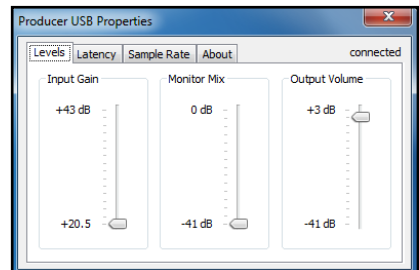 Producer USB Properties
Levels Latency Sample Rate About connected
Input Gain Monitor Mix Output Volume
+43 dB 0 dB +3 dB
+20.5 -41 dB -41 dB